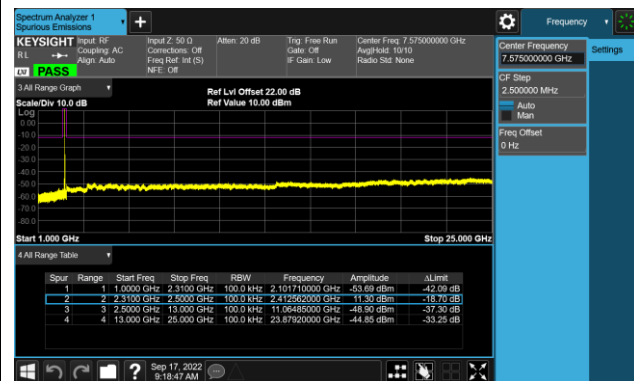 Spectrum Analyzer 1
Spurious Emissions
Frequency
KEYSIGHT Input: RF Input Z: 50 Ω Atten: 20 dB Trig: Free Run Center Freq: 7.575000000 GHz
RL Coupling: AC Corrections: Off Gate: Off Avg|Hold: 10/10
Align: Auto Freq Ref: Int (S) IF Gain: Low Radio Std: None
LXI PASS NFE: Off
Center Frequency
7.575000000 GHz
Settings
CF Step
2.500000 MHz
Auto
Man
Freq Offset
0 Hz
3 All Range Graph
Ref Lvl Offset 22.00 dB
Scale/Div 10.0 dB Ref Value 10.00 dBm
Log
0.00
-10.0
-20.0
-30.0
-40.0
-50.0
-60.0
-70.0
-80.0
Start 1.000 GHz Stop 25.000 GHz
4 All Range Table
Spur Range Start Freq Stop Freq RBW Frequency Amplitude ΔLimit
1 1 1.0000 GHz 2.3100 GHz 100.0 kHz 2.101710000 GHz -53.69 dBm -42.09 dB
2 2 2.3100 GHz 2.5000 GHz 100.0 kHz 2.412562000 GHz 11.30 dBm -18.70 dB
3 3 2.5000 GHz 13.000 GHz 100.0 kHz 11.06485000 GHz -48.90 dBm -37.30 dB
4 4 13.000 GHz 25.000 GHz 100.0 kHz 23.87920000 GHz -44.85 dBm -33.25 dB
? Sep 17, 2022
9:18:47 AM